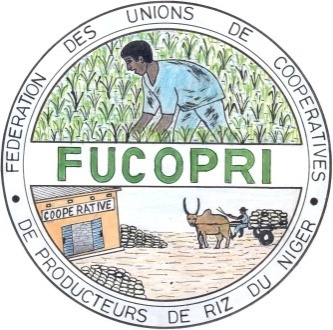 FEDERATION DES UNIONS DE COOPERATIVES
FUCOPRI
COOPERATIVE
DE PRODUCTEURS DE RIZ DU NIGER